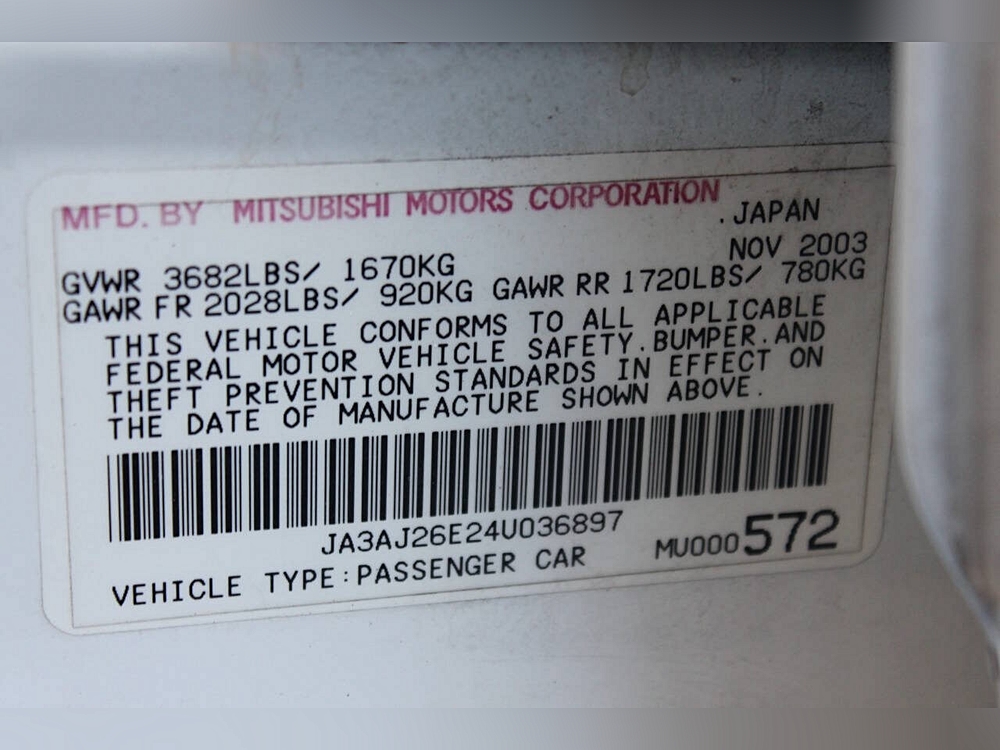 MFD. BY MITSUBISHI MOTORS CORPORATION
. JAPAN
NOV 2003
GVWR 3682LBS/ 1670KG
GAWR FR 2028LBS/ 920KG GAWR RR 1720LBS/ 780KG
THIS VEHICLE CONFORMS TO ALL APPLICABLE
FEDERAL MOTOR VEHICLE SAFETY.BUMPER.AND
THEFT PREVENTION STANDARDS IN EFFECT ON
THE DATE OF MANUFACTURE SHOWN ABOVE.
JA3AJ26E24U036897
MU000572
VEHICLE TYPE:PASSENGER CAR